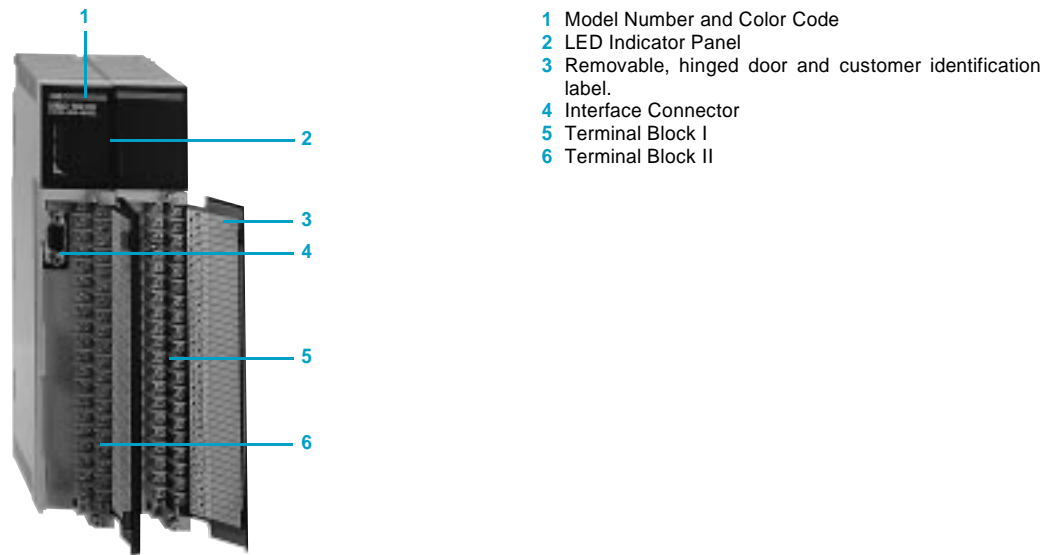 1
2
3
4
5
6
1 Model Number and Color Code
2 LED Indicator Panel
3 Removable, hinged door and customer identification
label.
4 Interface Connector
5 Terminal Block I
6 Terminal Block II